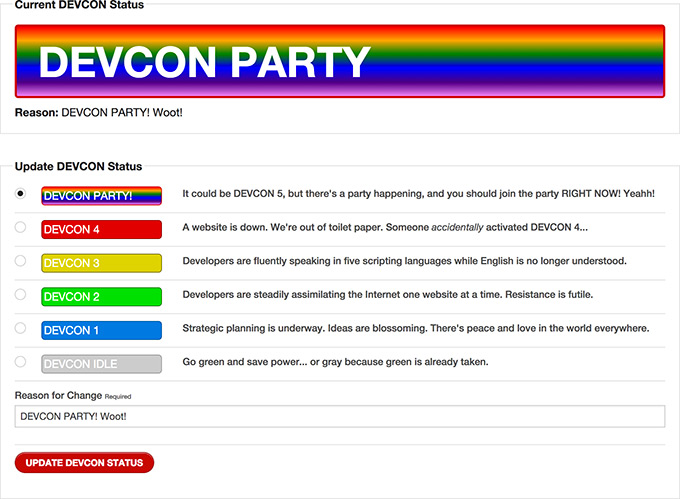 Current DEVCON Status
DEVCON PARTY
Reason: DEVCON PARTY! Woot!
Update DEVCON Status
DEVCON PARTY! It could be DEVCON 5, but there's a party happening, and you should join the party RIGHT NOW! Yeahh!
DEVCON 4 A website is down. We're out of toilet paper. Someone accidentally activated DEVCON 4...
DEVCON 3 Developers are fluently speaking in five scripting languages while English is no longer understood.
DEVCON 2 Developers are steadily assimilating the Internet one website at a time. Resistance is futile.
DEVCON 1 Strategic planning is underway. Ideas are blossoming. There's peace and love in the world everywhere.
DEVCON IDLE Go green and save power... or gray because green is already taken.
Reason for Change Required
DEVCON PARTY! Woot!
UPDATE DEVCON STATUS